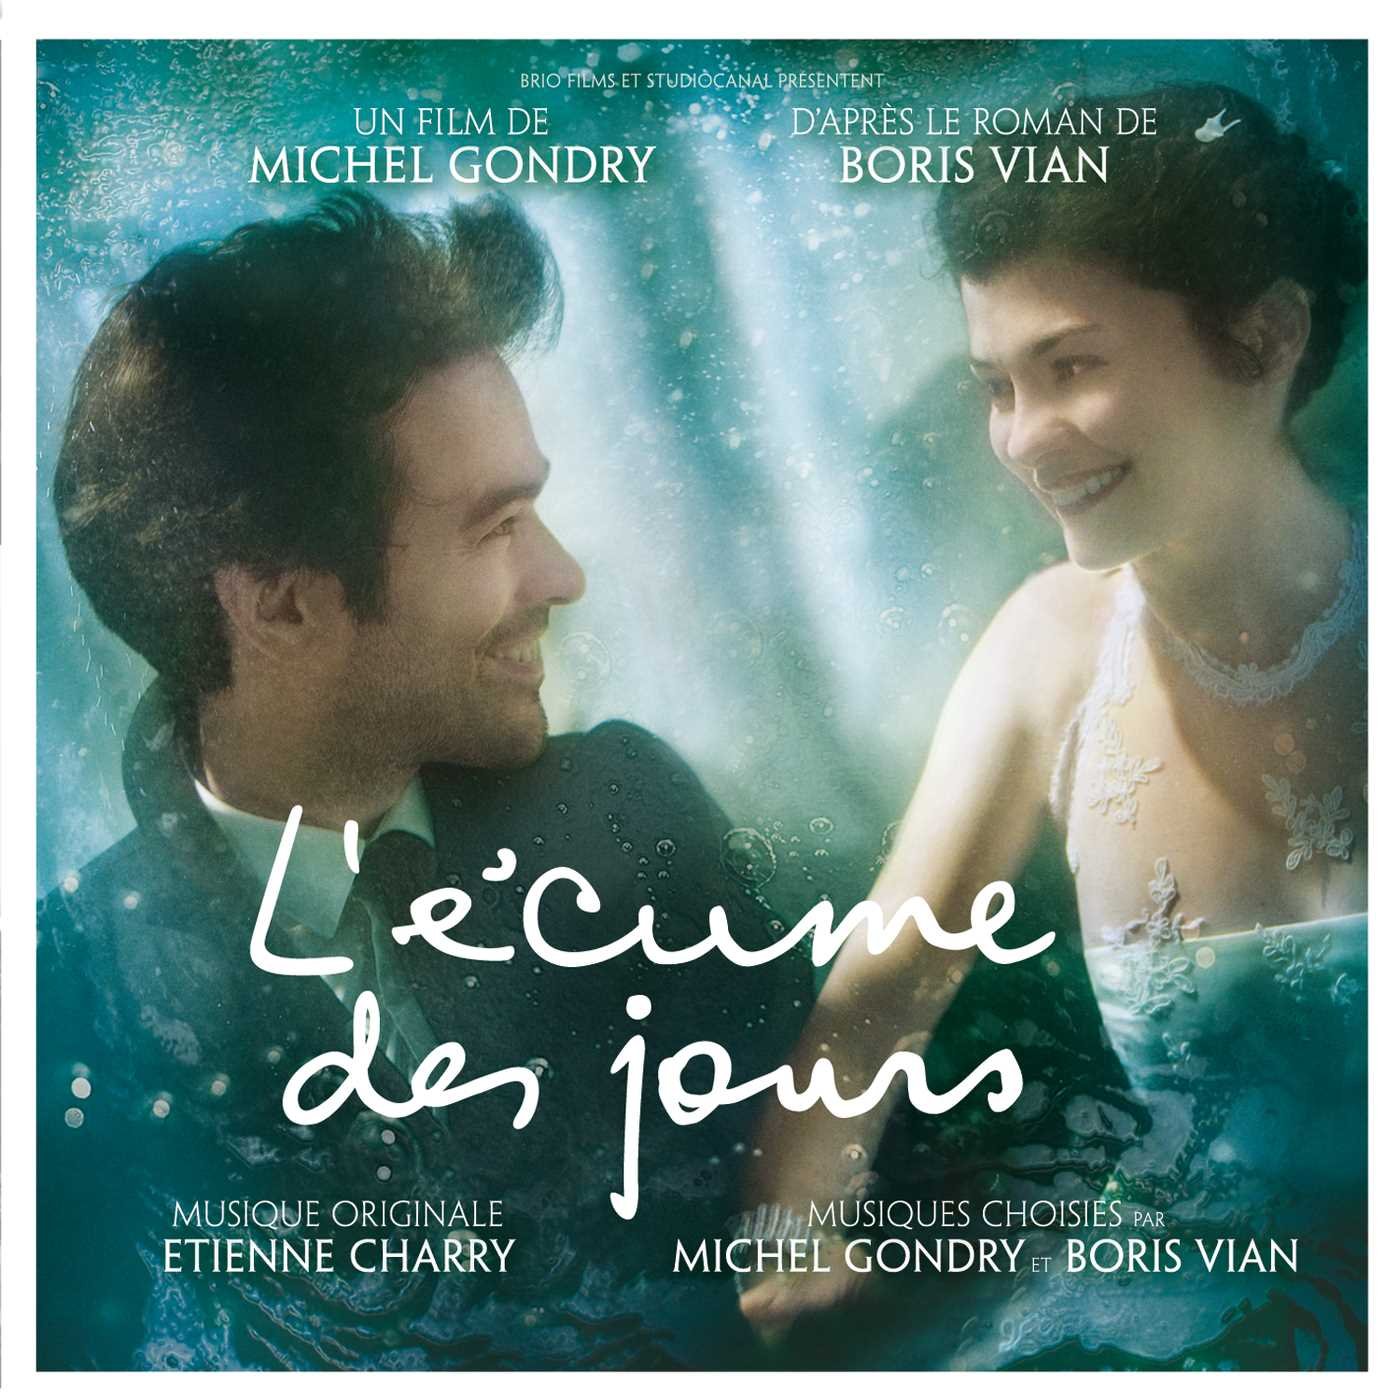 BRIO FILMS ET STUDIOCANAL PRÉSENTENT
UN FILM DE
MICHEL GONDRY
D'APRÈS LE ROMAN DE
BORIS VIAN
L'écume
des jours
MUSIQUE ORIGINALE
ETIENNE CHARRY
MUSIQUES CHOISIES PAR
MICHEL GONDRY ET BORIS VIAN